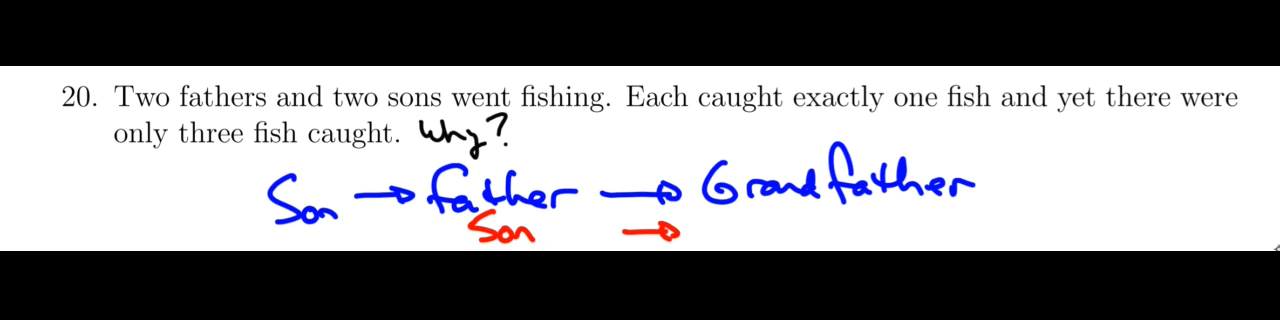 20. Two fathers and two sons went fishing. Each caught exactly one fish and yet there were
only three fish caught. Why?
Son → father → Grandfather
Son →